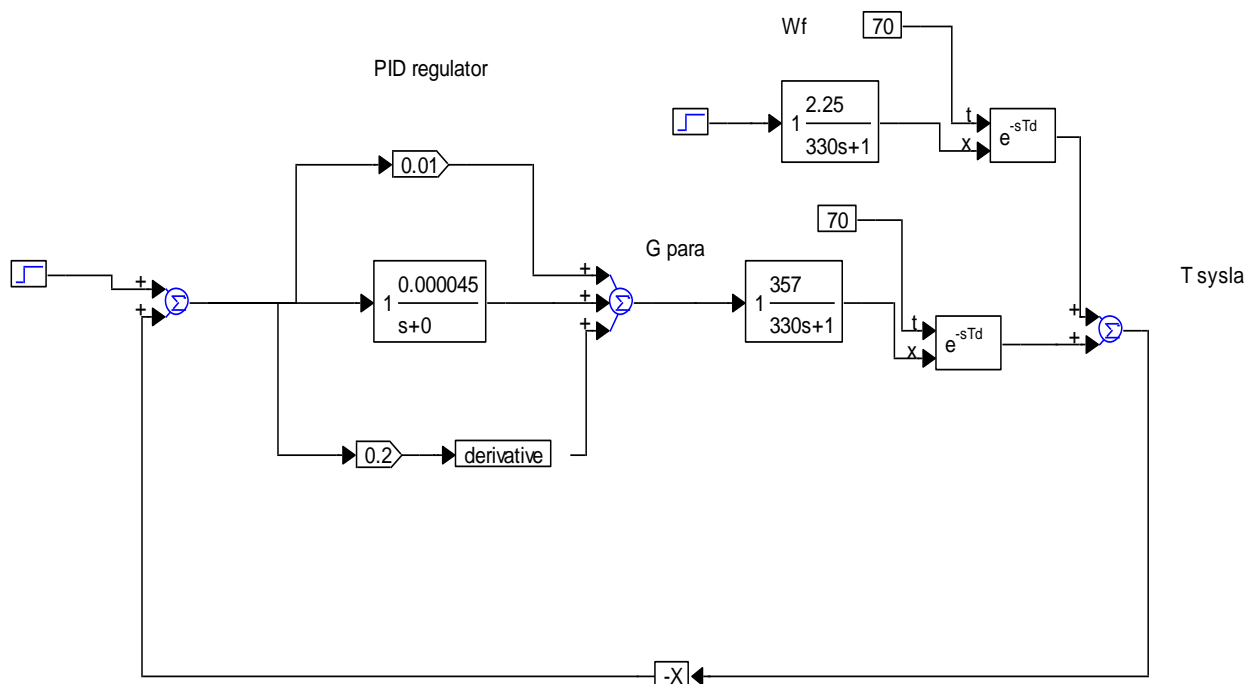 Wf
70
PID regulator
2.25
1
330s+1
t
x
e-sTd
0.01
70
G para
+
+
Σ
0.000045
1
s+0
+
+
+
Σ
357
1
330s+1
t
x
e-sTd
T sysla
+
+
Σ
0.2
derivative
-X